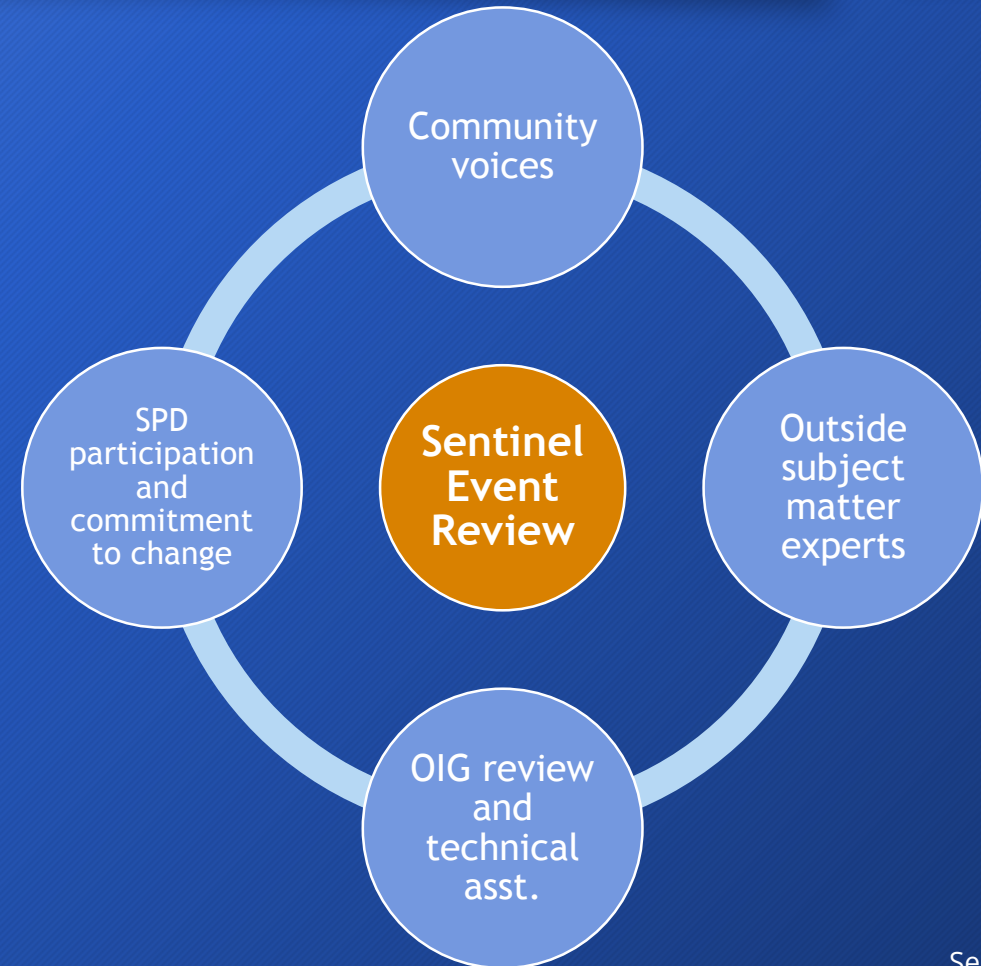 Community
voices
SPD
participation
and
commitment
to change
Sentinel
Event
Review
Outside
subject
matter
experts
OIG review
and
technical
asst.